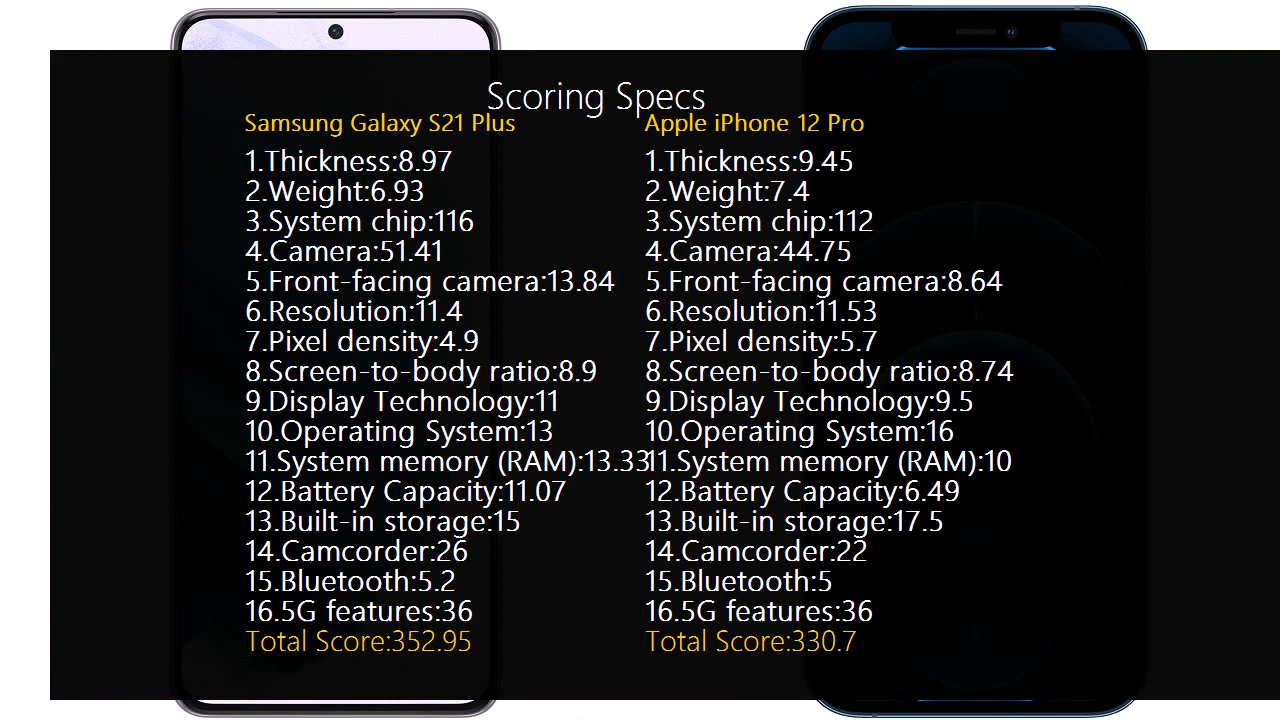 Scoring Specs
Samsung Galaxy S21 Plus
1.Thickness:8.97
2.Weight:6.93
3.System chip:116
4.Camera:51.41
5.Front-facing camera:13.84
6.Resolution:11.4
7.Pixel density:4.9
8.Screen-to-body ratio:8.9
9.Display Technology:11
10.Operating System:13
11.System memory (RAM):13.33
12.Battery Capacity:11.07
13.Built-in storage:15
14.Camcorder:26
15.Bluetooth:5.2
16.5G features:36
Total Score:352.95
Apple iPhone 12 Pro
1.Thickness:9.45
2.Weight:7.4
3.System chip:112
4.Camera:44.75
5.Front-facing camera:8.64
6.Resolution:11.53
7.Pixel density:5.7
8.Screen-to-body ratio:8.74
9.Display Technology:9.5
10.Operating System:16
11.System memory (RAM):10
12.Battery Capacity:6.49
13.Built-in storage:17.5
14.Camcorder:22
15.Bluetooth:5
16.5G features:36
Total Score:330.7